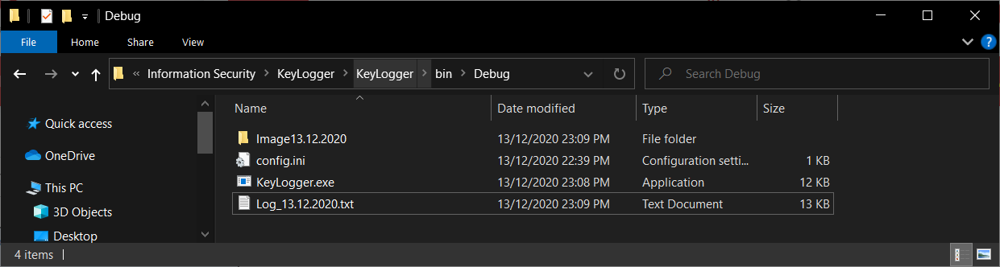 Debug
File Home Share View
« Information Security > KeyLogger > KeyLogger > bin > Debug Search Debug
Name Date modified Type Size
Quick access
OneDrive
This PC
3D Objects
Desktop
Image13.12.2020 13/12/2020 23:09 PM File folder
config.ini 13/12/2020 22:39 PM Configuration setti... 1 KB
KeyLogger.exe 13/12/2020 23:08 PM Application 12 KB
Log_13.12.2020.txt 13/12/2020 23:09 PM Text Document 13 KB
4 items